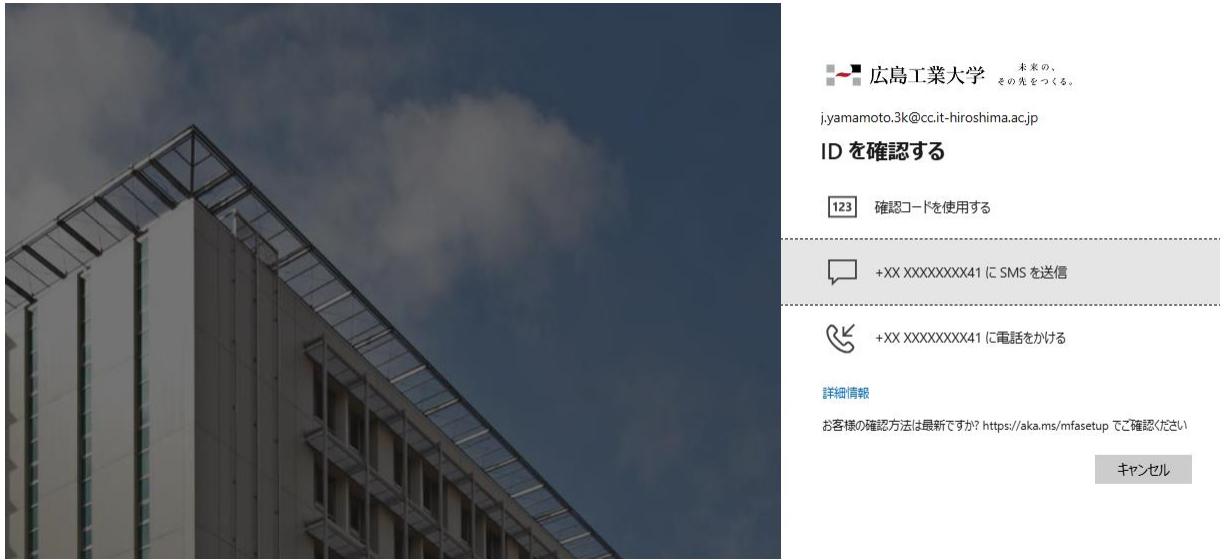 広島工業大学 未来の、
その先をつくる。
j.yamamoto.3k@cc.it-hiroshima.ac.jp
ID を確認する
123 確認コードを使用する
+XX XXXXXXXX41 に SMS を送信
+XX XXXXXXXX41 に電話をかける
詳細情報
お客様の確認方法は最新ですか? https://aka.ms/mfasetup でご確認ください
キャンセル